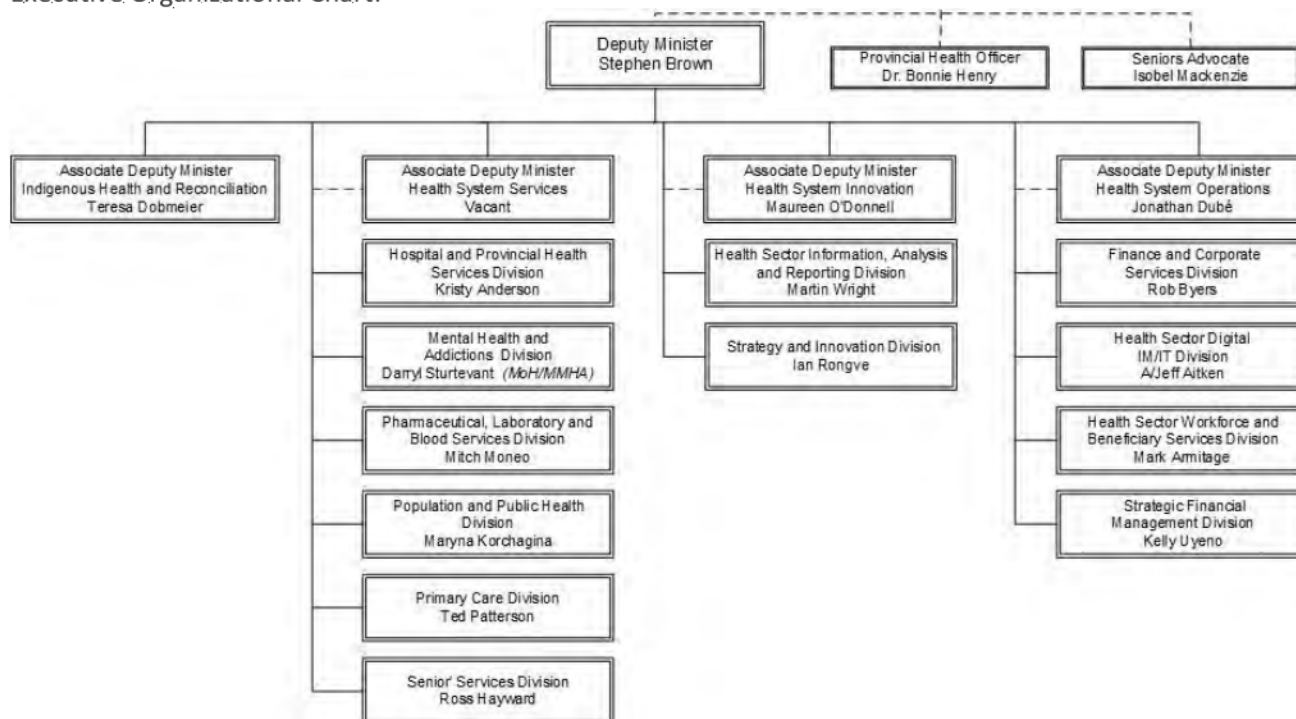 Executive Organizational Chart:
Deputy Minister
Stephen Brown
Provincial Health Officer
Dr. Bonnie Henry
Seniors Advocate
Isobel Mackenzie
Associate Deputy Minister
Indigenous Health and Reconciliation
Teresa Dobmeier
Associate Deputy Minister
Health System Services
Vacant
Associate Deputy Minister
Health System Innovation
Maureen O'Donnell
Associate Deputy Minister
Health System Operations
Jonathan Dubé
Hospital and Provincial Health
Services Division
Kristy Anderson
Mental Health and
Addictions Division
Darryl Sturtevant (MoH/MMHA)
Pharmaceutical, Laboratory and
Blood Services Division
Mitch Moneo
Population and Public Health
Division
Maryna Korchagina
Primary Care Division
Ted Patterson
Senior' Services Division
Ross Hayward
Health Sector Information, Analysis
and Reporting Division
Martin Wright
Strategy and Innovation Division
Ian Rongve
Finance and Corporate
Services Division
Rob Byers
Health Sector Digital
IM/IT Division
A/Jeff Aitken
Health Sector Workforce and
Beneficiary Services Division
Mark Armitage
Strategic Financial
Management Division
Kelly Uyeno